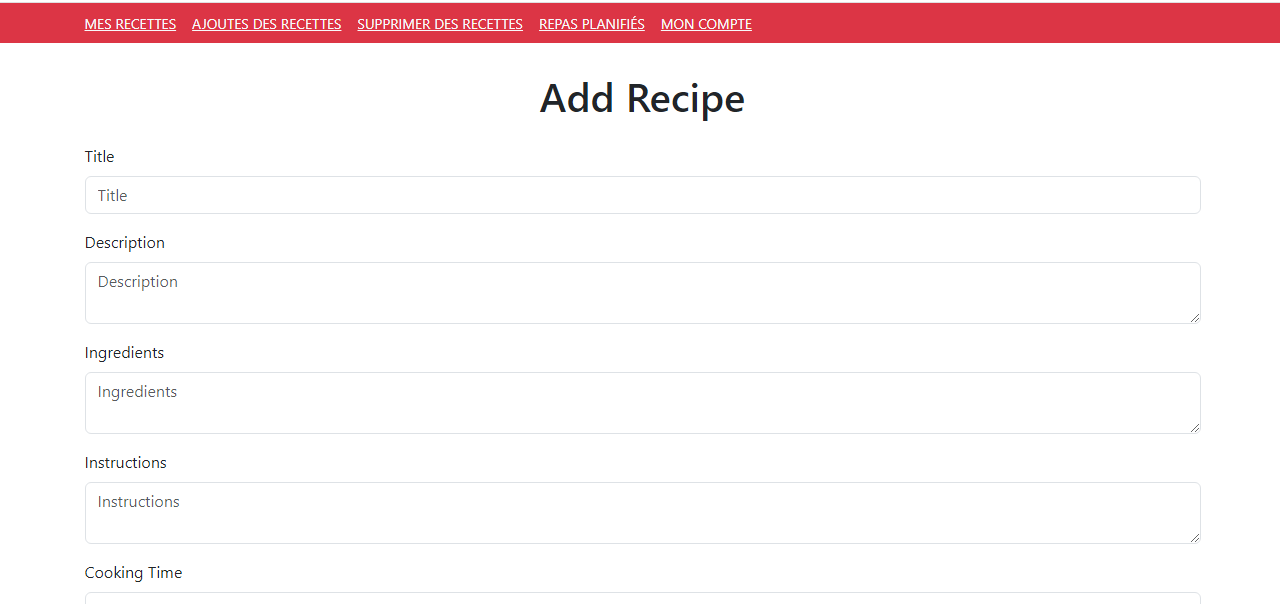 MES RECETTES AJOUTES DES RECETTES SUPPRIMER DES RECETTES REPAS PLANIFIÉS MON COMPTE
Add Recipe
Title
Title
Description
Description
Ingredients
Ingredients
Instructions
Instructions
Cooking Time